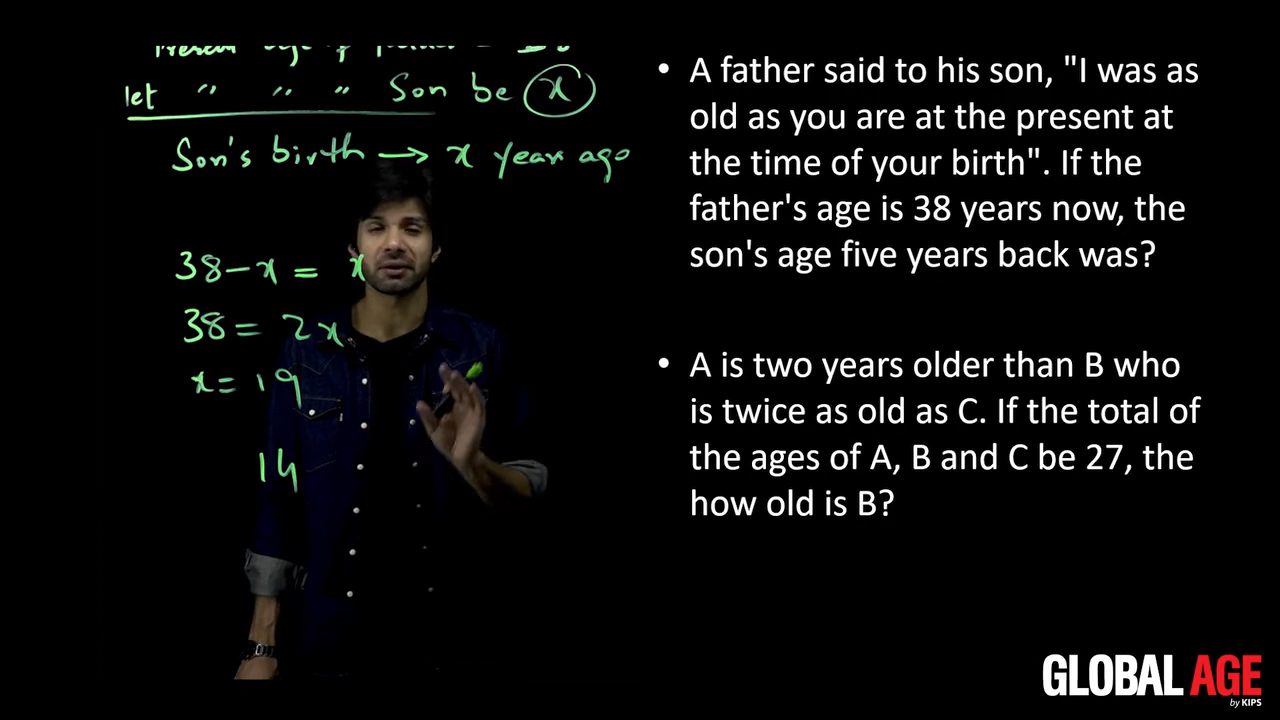 let " " " Son be x
Son's birth → x year ago
38 - x = x
38 = 2x
x = 19
14
• A father said to his son, "I was as
old as you are at the present at
the time of your birth". If the
father's age is 38 years now, the
son's age five years back was?
• A is two years older than B who
is twice as old as C. If the total of
the ages of A, B and C be 27, the
how old is B?
GLOBAL AGE
by KIPS